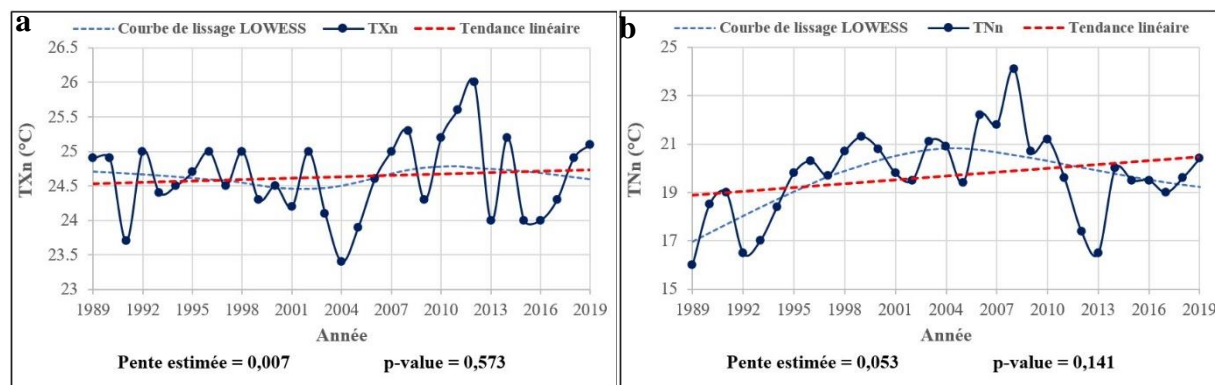 a
Courbe de lissage LOWESS TXn Tendance linéaire
26.5
26
25.5
25
24.5
24
23.5
23
TXn (°C)
1989 1992 1995 1998 2001 2004 2007 2010 2013 2016 2019
Année
Pente estimée = 0,007 p-value = 0,573
b
Courbe de lissage LOWESS TNn Tendance linéaire
25
23
21
19
17
15
TNn (°C)
1989 1992 1995 1998 2001 2004 2007 2010 2013 2016 2019
Année
Pente estimée = 0,053 p-value = 0,141